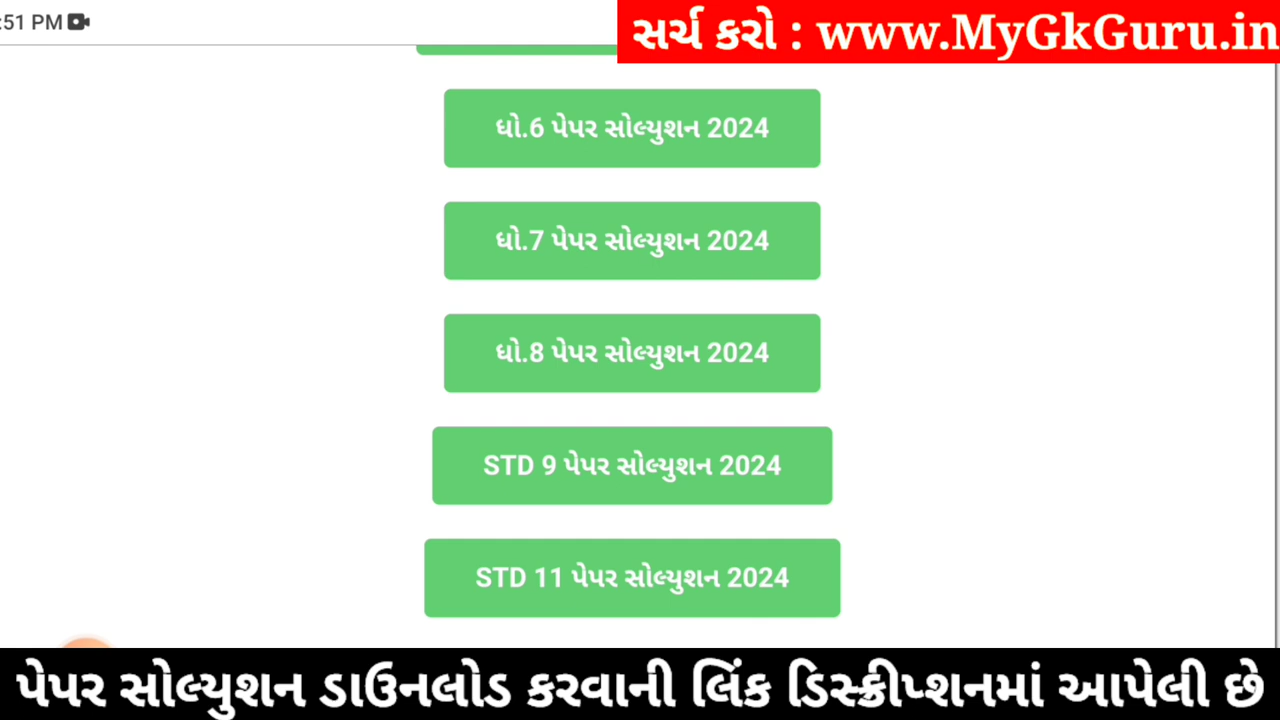 :51 PM
સર્ચ કરો : www.MyGkGuru.in
ધો.6 પેપર સોલ્યુશન 2024
ધો.7 પેપર સોલ્યુશન 2024
ધો.8 પેપર સોલ્યુશન 2024
STD 9 પેપર સોલ્યુશન 2024
STD 11 પેપર સોલ્યુશન 2024
પેપર સોલ્યુશન ડાઉનલોડ કરવાની લિંક ડિસ્ક્રીપ્શનમાં આપેલી છે